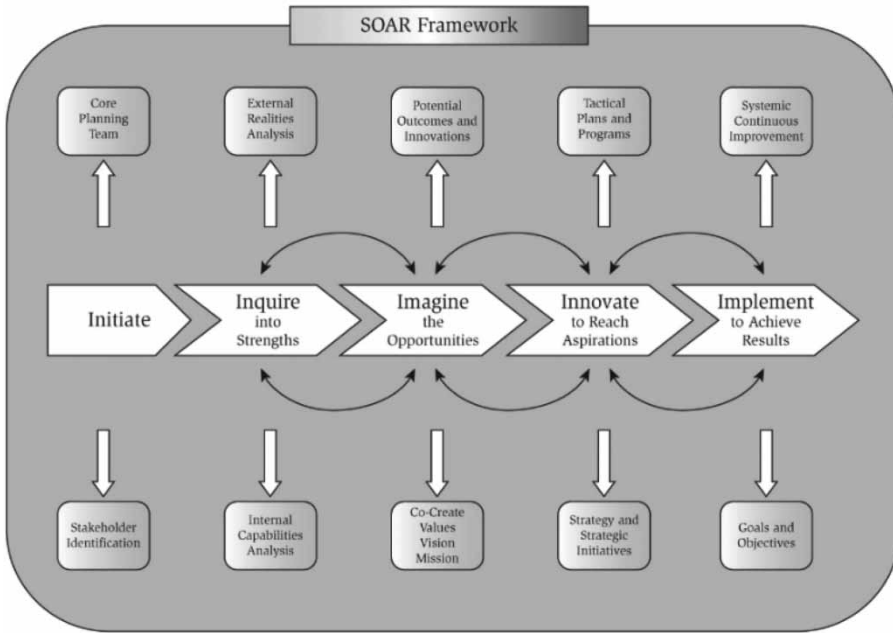 SOAR Framework
Core
Planning
Team
External
Realities
Analysis
Potential
Outcomes and
Innovations
Tactical
Plans and
Programs
Systemic
Continuous
Improvement
Initiate
Inquire
into
Strengths
Imagine
the
Opportunities
Innovate
to Reach
Aspirations
Implement
to Achieve
Results
Stakeholder
Identification
Internal
Capabilities
Analysis
Co-Create
Values
Vision
Mission
Strategy and
Strategic
Initiatives
Goals and
Objectives